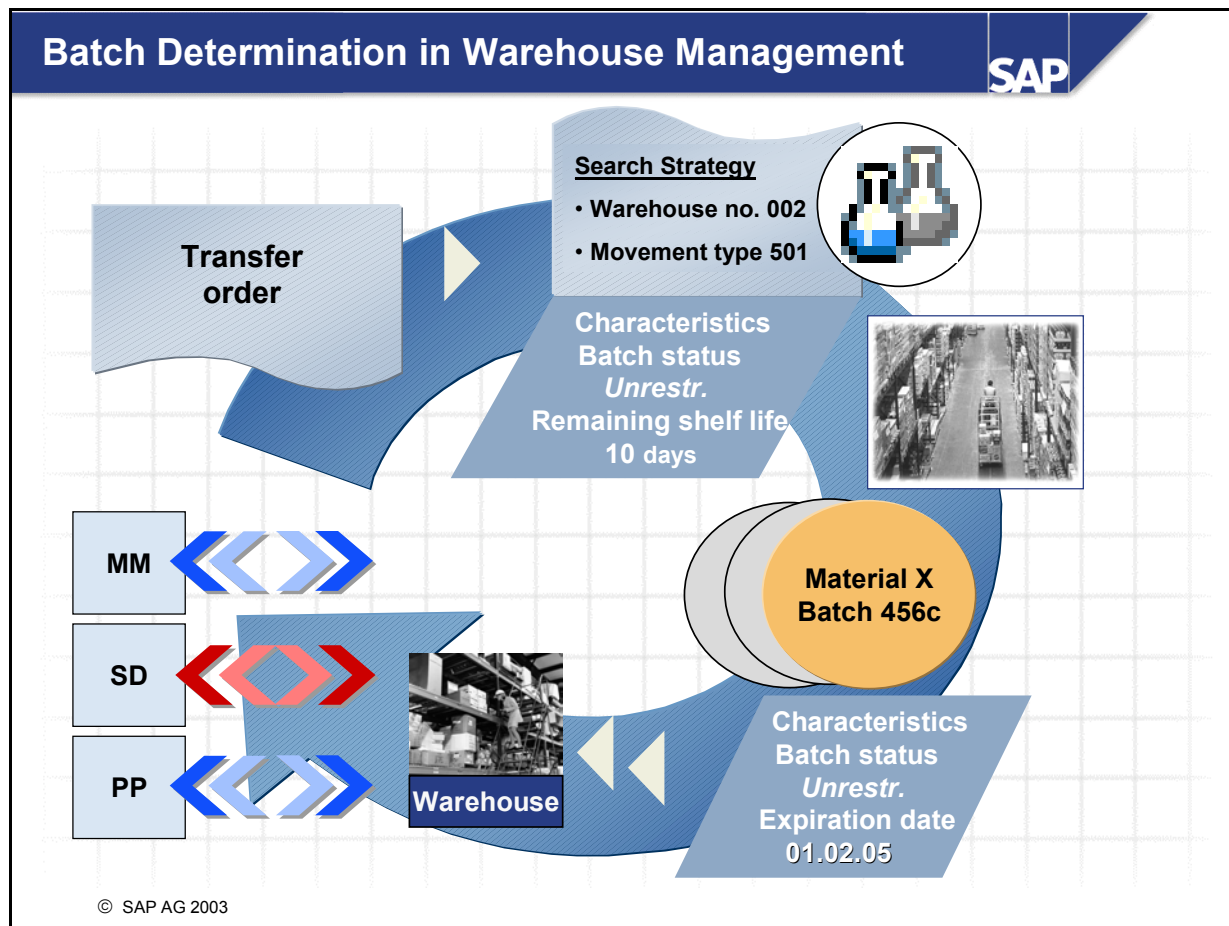 Batch Determination in Warehouse Management
SAP
Search Strategy
• Warehouse no. 002
• Movement type 501
Transfer
order
Characteristics
Batch status
Unrestr.
Remaining shelf life
10 days
MM
SD
PP
Material X
Batch 456c
Warehouse
Characteristics
Batch status
Unrestr.
Expiration date
01.02.05
© SAP AG 2003